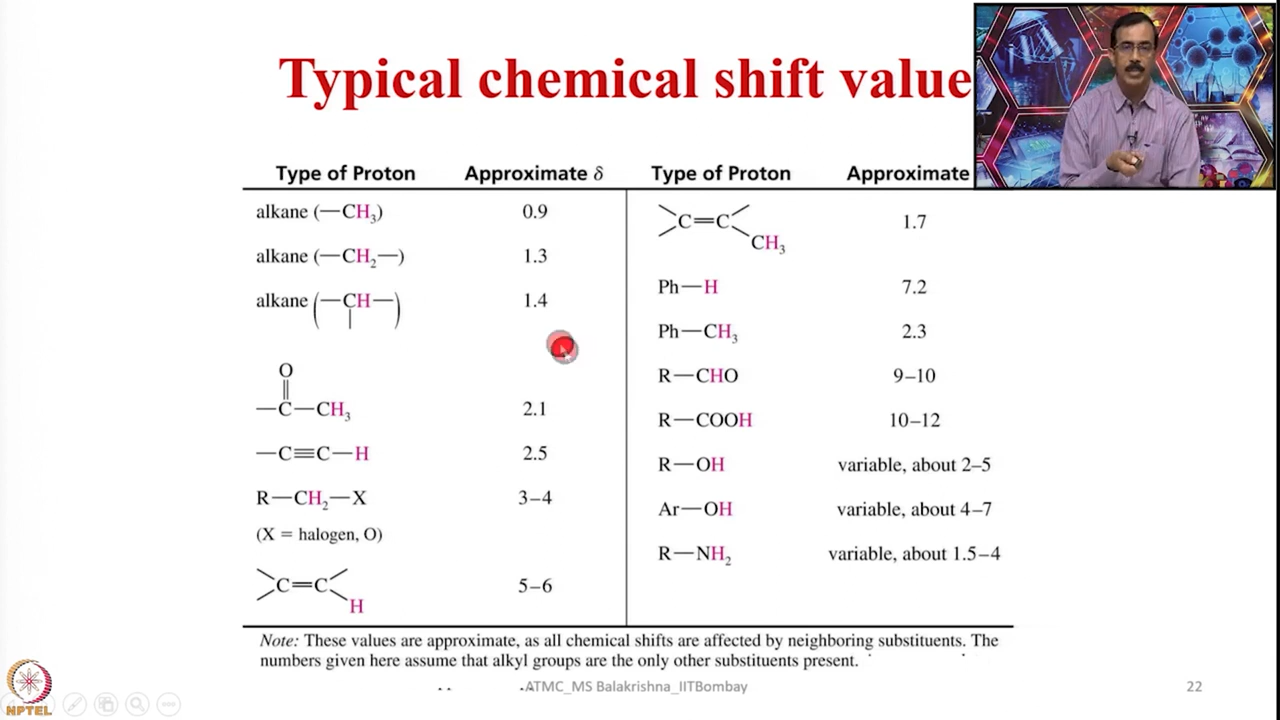 Typical chemical shift value
Type of Proton Approximate δ
alkane (—CH₃) 0.9
alkane (—CH₂—) 1.3
alkane (—CH—) 1.4
O
—C—CH₃ 2.1
—C≡C—H 2.5
R—CH₂—X 3–4
(X = halogen, O)
C=C
H 5–6
Type of Proton Approximate
C=C
CH₃ 1.7
Ph—H 7.2
Ph—CH₃ 2.3
R—CHO 9–10
R—COOH 10–12
R—OH variable, about 2–5
Ar—OH variable, about 4–7
R—NH₂ variable, about 1.5–4
Note: These values are approximate, as all chemical shifts are affected by neighboring substituents. The
numbers given here assume that alkyl groups are the only other substituents present.
ATMC_MS Balakrishna_IITBombay
22
NPTEL